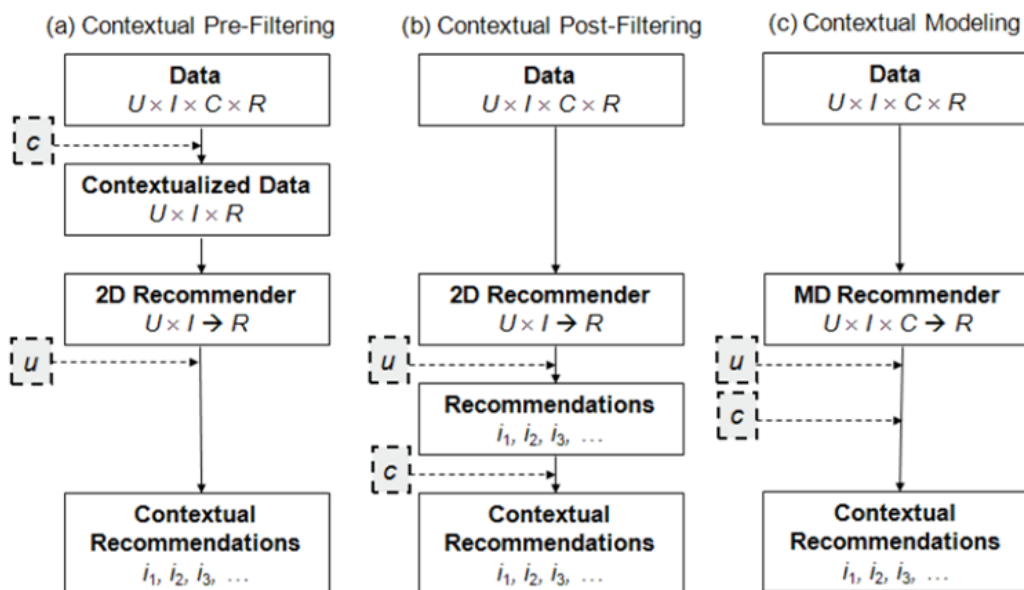 (a) Contextual Pre-Filtering
Data
U × I × C × R
c
Contextualized Data
U × I × R
2D Recommender
U × I → R
u
Contextual
Recommendations
i₁, i₂, i₃, …
(b) Contextual Post-Filtering
Data
U × I × C × R
2D Recommender
U × I → R
u
Recommendations
i₁, i₂, i₃, …
c
Contextual
Recommendations
i₁, i₂, i₃, …
(c) Contextual Modeling
Data
U × I × C × R
MD Recommender
U × I × C → R
u
c
Contextual
Recommendations
i₁, i₂, i₃, …